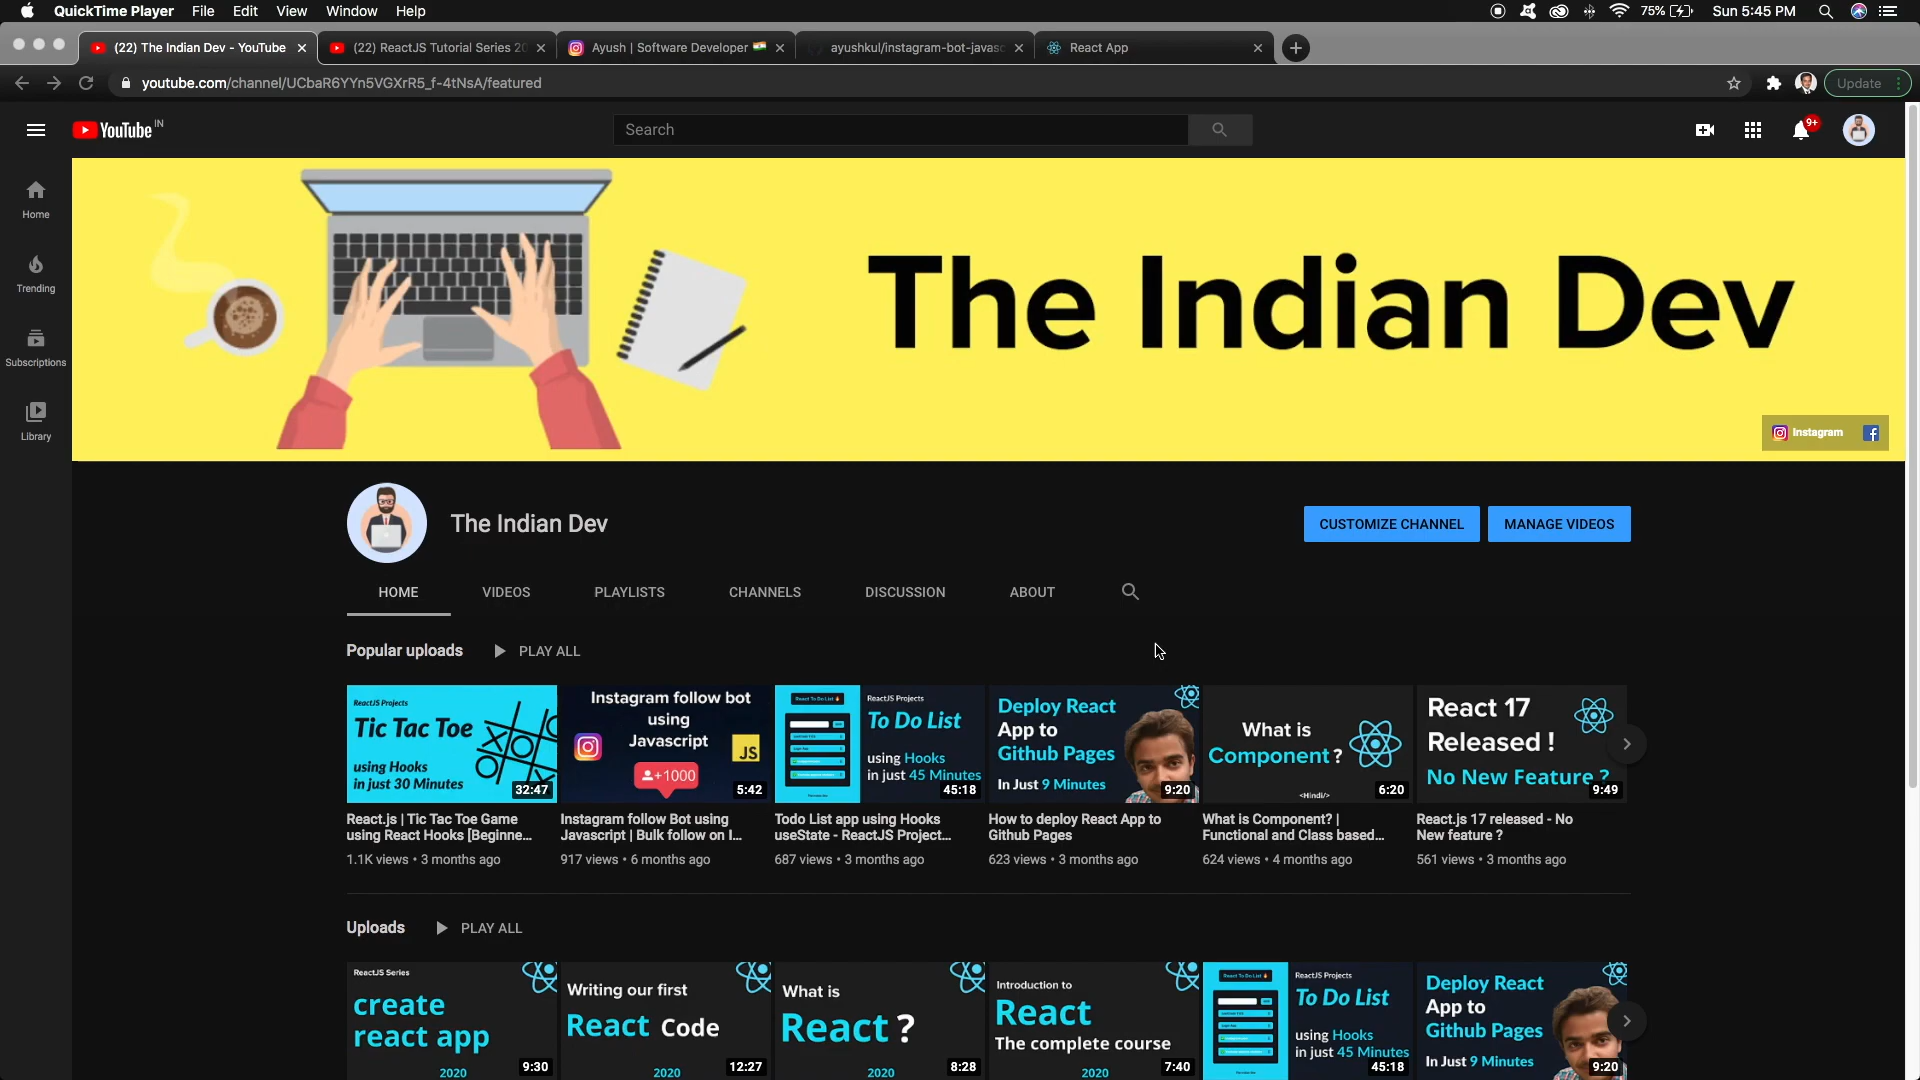 QuickTime Player File Edit View Window Help
75% Sun 5:45 PM
(22) The Indian Dev - YouTube
(22) ReactJS Tutorial Series 20
Ayush | Software Developer
ayushkul/instagram-bot-javasc
React App
youtube.com/channel/UCbaR6YYn5VGXrR5_f-4tNsA/featured
Update
YouTube IN
Search
9+
Home
Trending
Subscriptions
Library
The Indian Dev
Instagram
The Indian Dev
CUSTOMIZE CHANNEL
MANAGE VIDEOS
HOME VIDEOS PLAYLISTS CHANNELS DISCUSSION ABOUT
Popular uploads PLAY ALL
ReactJS Projects
Tic Tac Toe
using Hooks
in just 30 Minutes
32:47
React.js | Tic Tac Toe Game
using React Hooks [Beginne...
1.1K views • 3 months ago
Instagram follow bot
using
Javascript
JS
+1000
5:42
Instagram follow Bot using
Javascript | Bulk follow on I...
917 views • 6 months ago
ReactJS Projects
To Do List
using Hooks
in just 45 Minutes
45:18
Todo List app using Hooks
useState - ReactJS Project...
687 views • 3 months ago
Deploy React
App to
Github Pages
In Just 9 Minutes
9:20
How to deploy React App to
Github Pages
623 views • 3 months ago
What is
Component ?
<Hindi/>
6:20
What is Component? |
Functional and Class based...
624 views • 4 months ago
React 17
Released !
No New Feature ?
9:49
React.js 17 released - No
New feature ?
561 views • 3 months ago
Uploads PLAY ALL
ReactJS Series
create
react app
2020
9:30
Writing our first
React Code
2020
12:27
What is
React ?
2020
8:28
Introduction to
React
The complete course
2020
7:40
ReactJS Projects
To Do List
using Hooks
in just 45 Minutes
45:18
Deploy React
App to
Github Pages
In Just 9 Minutes
9:20